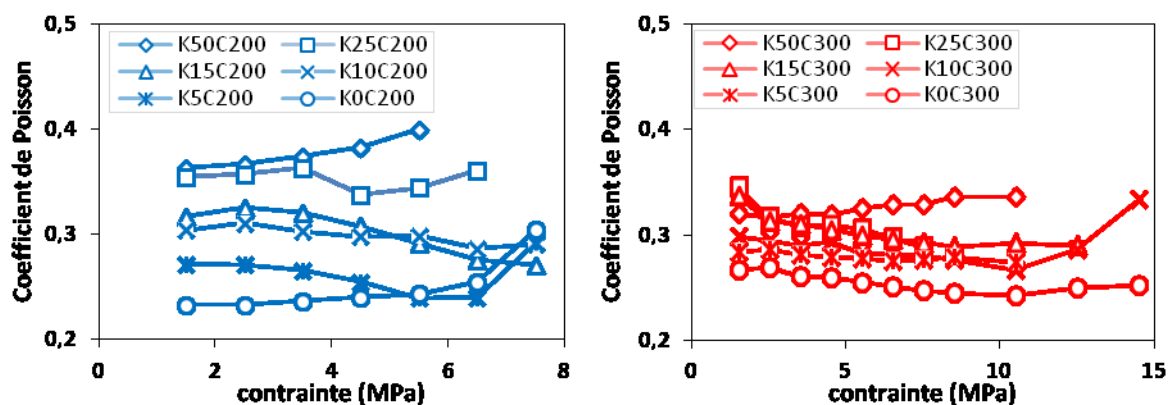 0,5
0,4
0,3
0,2
Coefficient de Poisson
K50C200 K25C200
K15C200 K10C200
K5C200 K0C200
0 2 4 6 8
contrainte (MPa)
0,5
0,4
0,3
0,2
Coefficient de Poisson
K50C300 K25C300
K15C300 K10C300
K5C300 K0C300
0 5 10 15
contrainte (MPa)